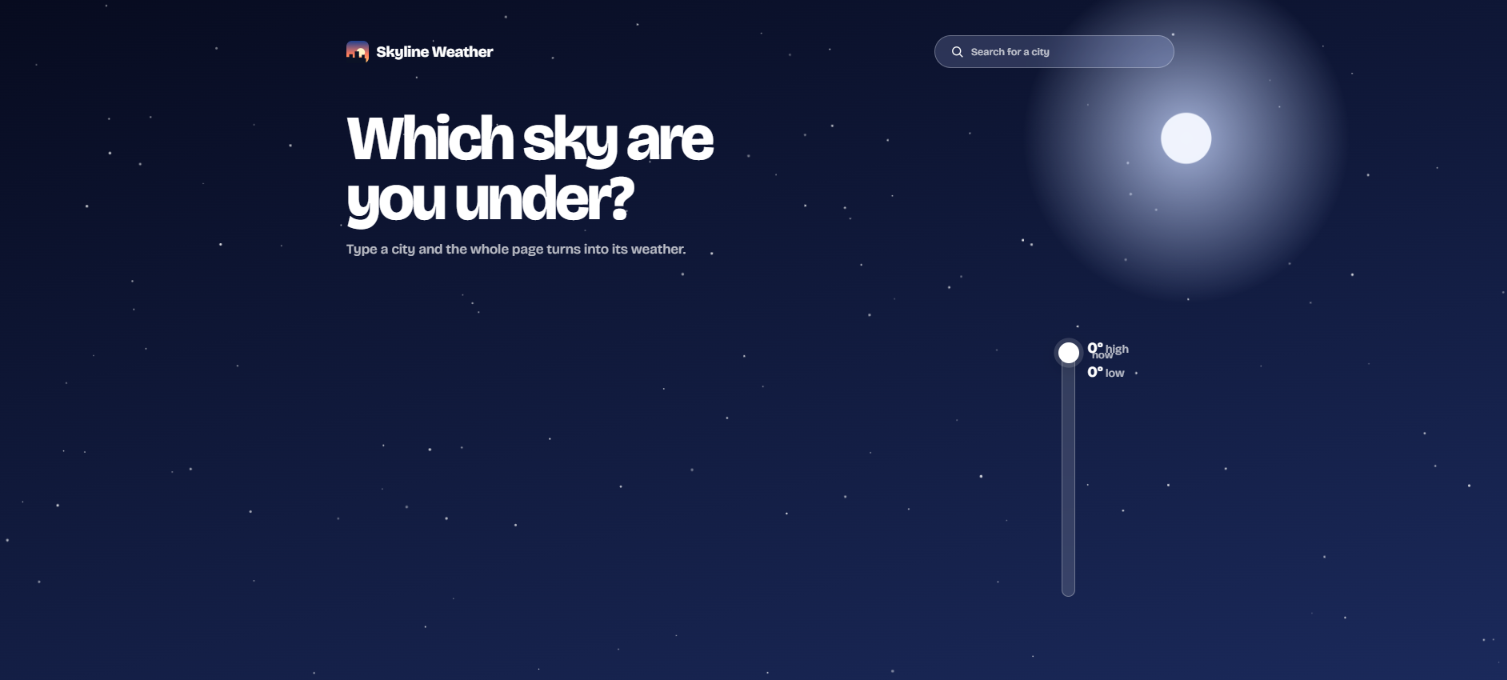 Skyline Weather
Search for a city
Which sky are
you under?
Type a city and the whole page turns into its weather.
0° high
now
0° low